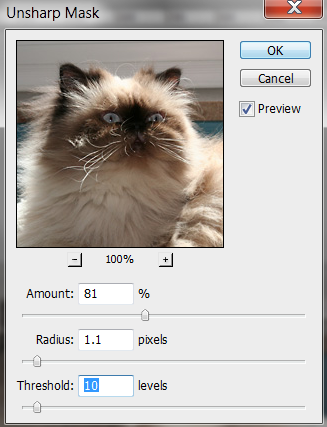 Unsharp Mask
OK
Cancel
Preview
100%
Amount: 81 %
Radius: 1.1 pixels
Threshold: 10 levels